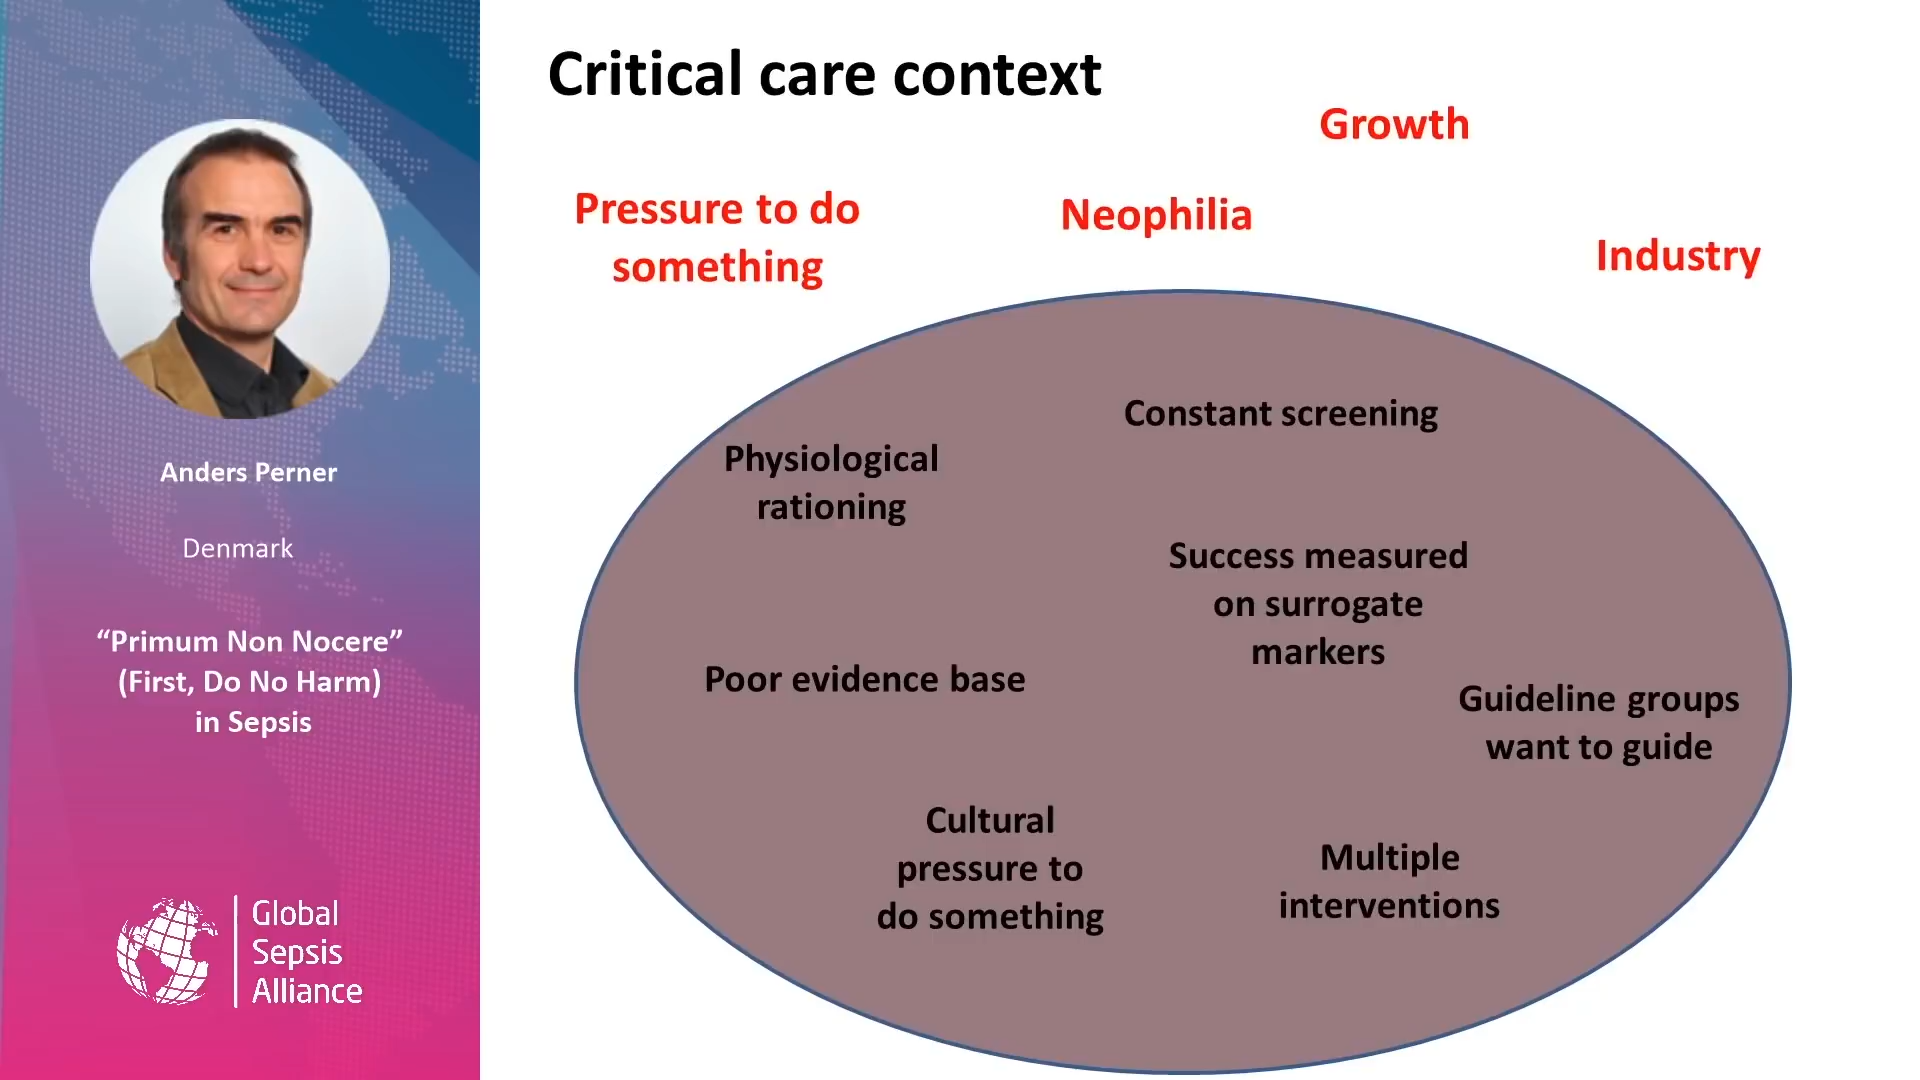 Anders Perner
Denmark
“Primum Non Nocere”
(First, Do No Harm)
in Sepsis
Global
Sepsis
Alliance
Critical care context
Growth
Pressure to do
something
Neophilia
Industry
Constant screening
Physiological
rationing
Success measured
on surrogate
markers
Poor evidence base
Guideline groups
want to guide
Cultural
pressure to
do something
Multiple
interventions